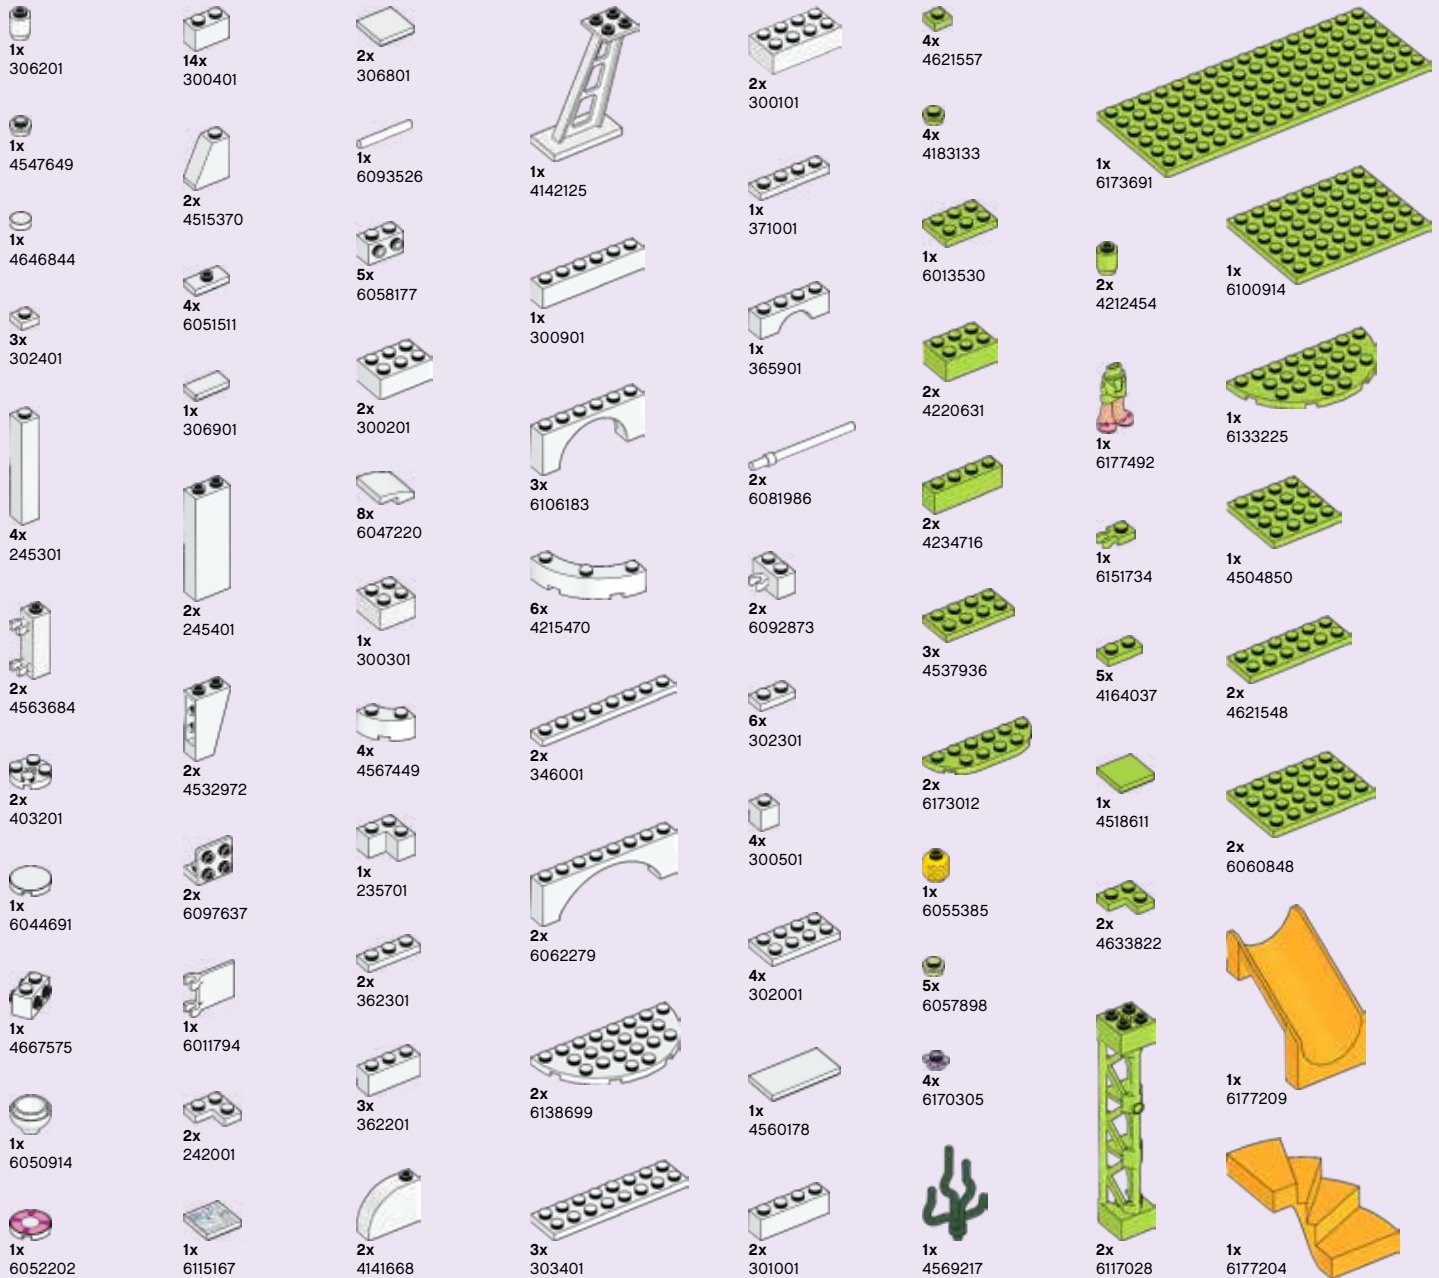 1x
306201
1x
4547649
1x
4646844
3x
302401
4x
245301
2x
4563684
2x
403201
1x
6044691
1x
4667575
1x
6050914
1x
6052202
14x
300401
2x
4515370
4x
6051511
1x
306901
2x
245401
2x
4532972
2x
6097637
1x
6011794
2x
242001
1x
6115167
2x
306801
1x
6093526
5x
6058177
2x
300201
8x
6047220
1x
300301
4x
4567449
1x
235701
2x
362301
3x
362201
2x
4141668
1x
4142125
1x
300901
3x
6106183
6x
4215470
2x
346001
2x
6062279
2x
6138699
3x
303401
2x
300101
1x
371001
1x
365901
2x
6081986
2x
6092873
6x
302301
4x
300501
4x
302001
1x
4560178
2x
301001
4x
4621557
4x
4183133
1x
6013530
2x
4220631
2x
4234716
3x
4537936
2x
6173012
1x
6055385
5x
6057898
4x
6170305
1x
4569217
1x
6173691
2x
4212454
1x
6177492
1x
6151734
5x
4164037
1x
4518611
2x
4633822
2x
6117028
1x
6100914
1x
6133225
1x
4504850
2x
4621548
2x
6060848
1x
6177209
1x
6177204